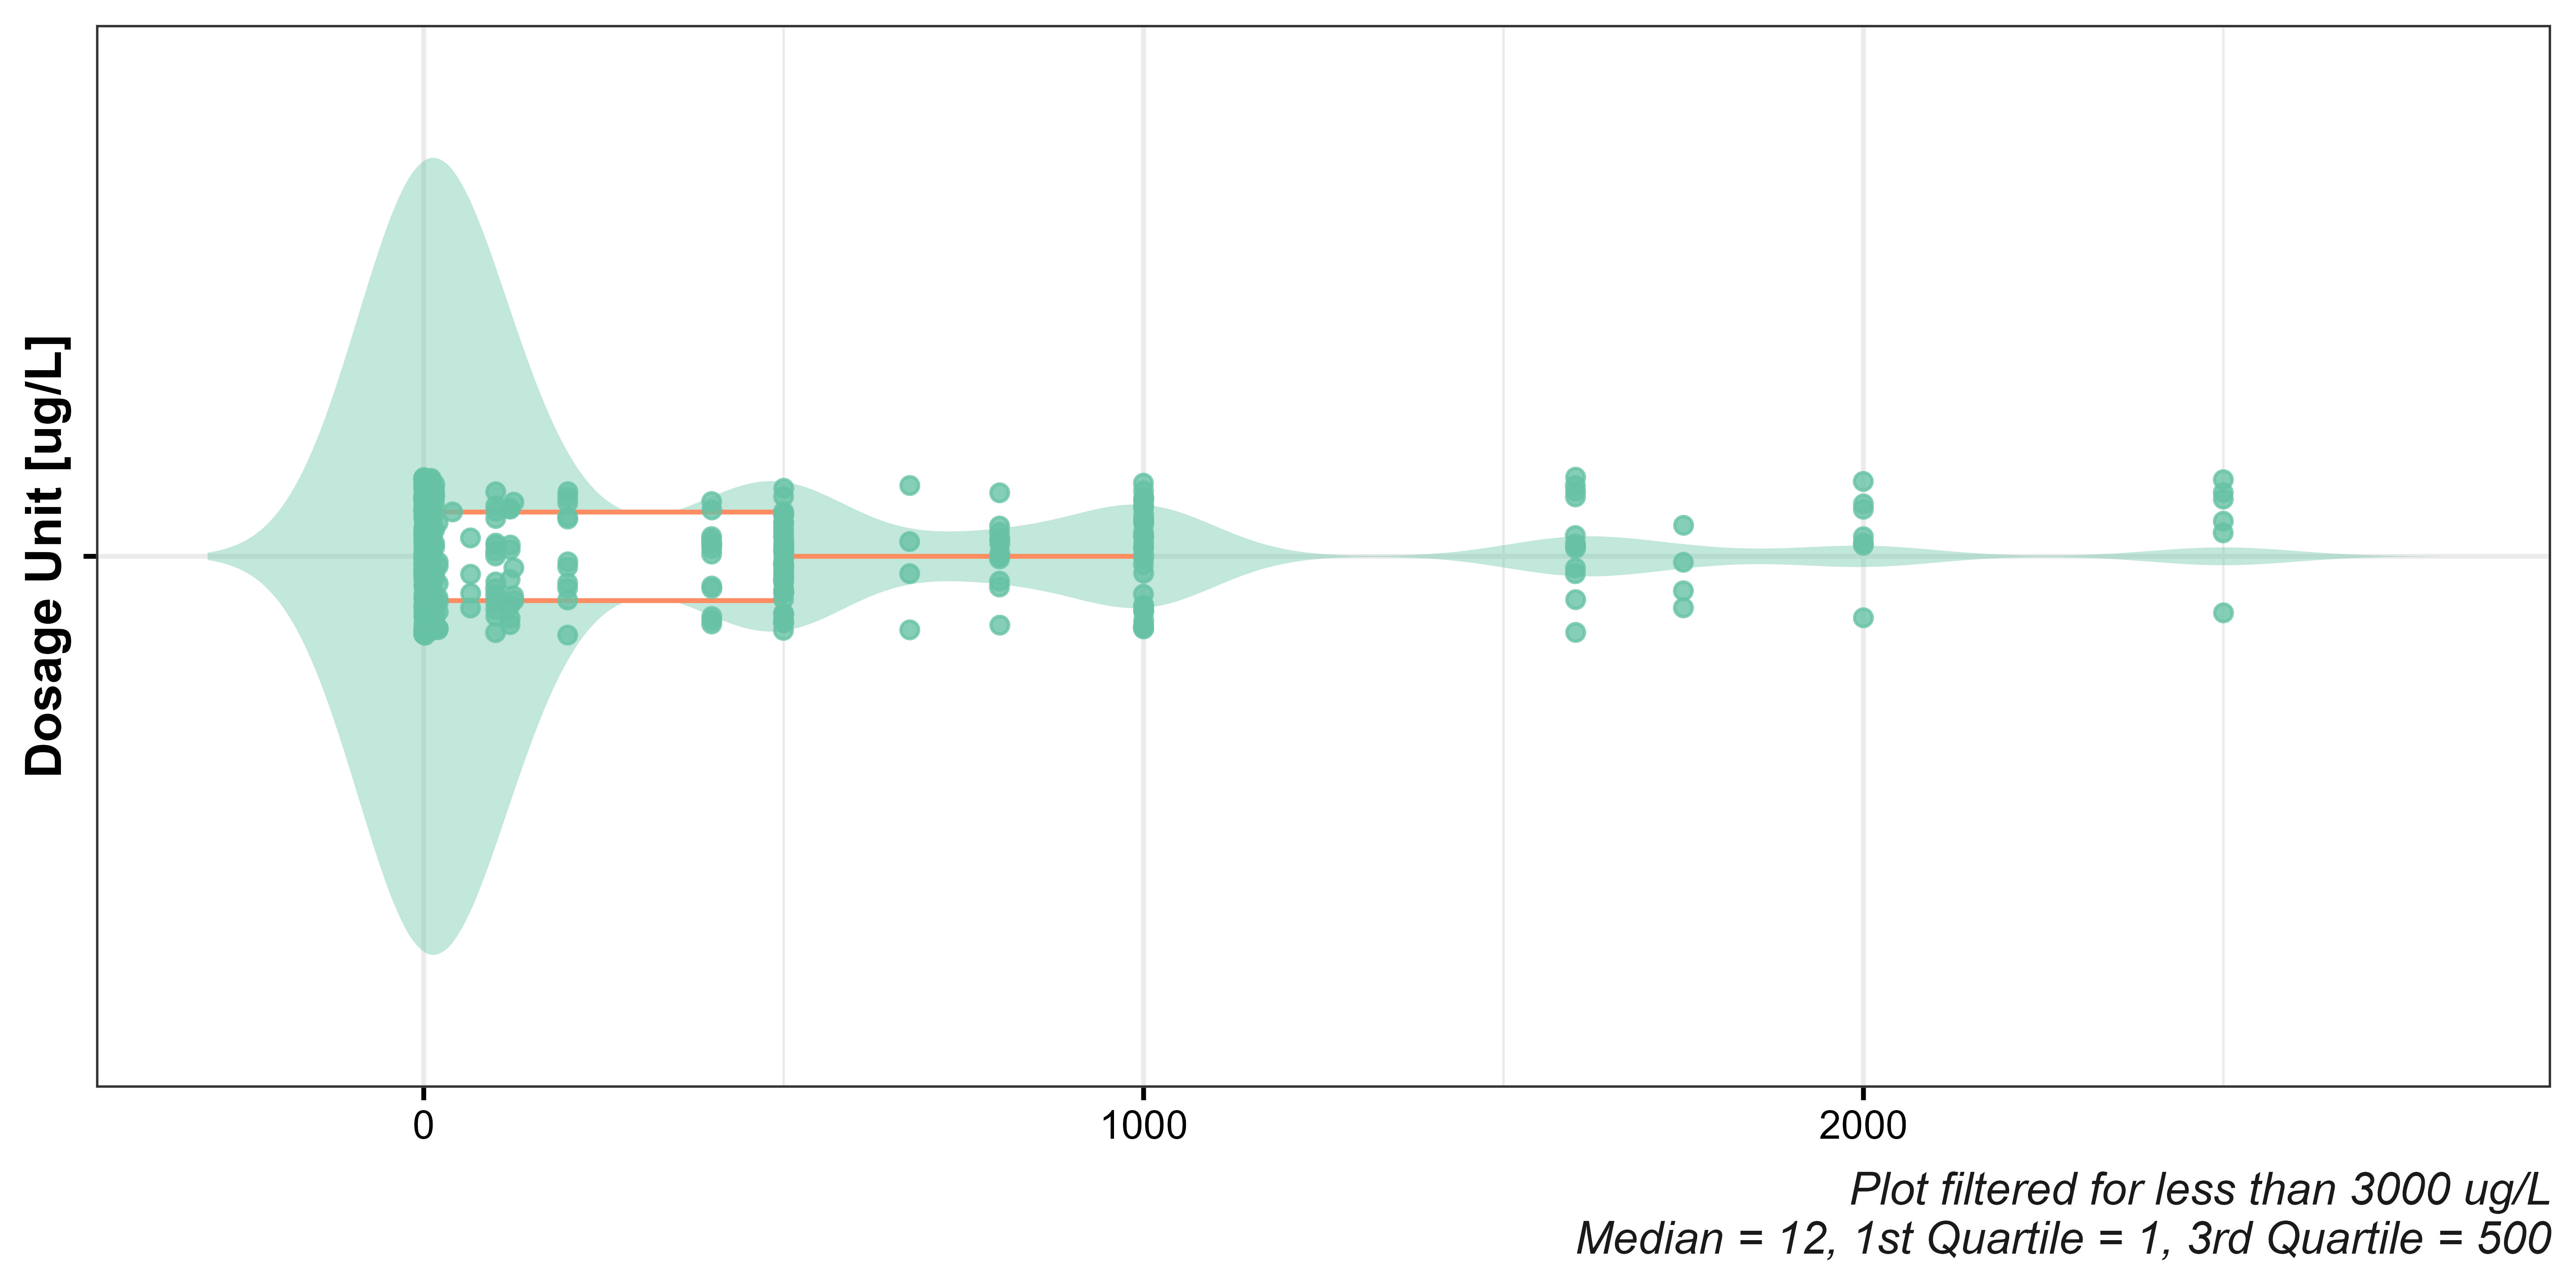 Dosage Unit [ug/L]
0
1000
2000
Plot filtered for less than 3000 ug/L
Median = 12, 1st Quartile = 1, 3rd Quartile = 500